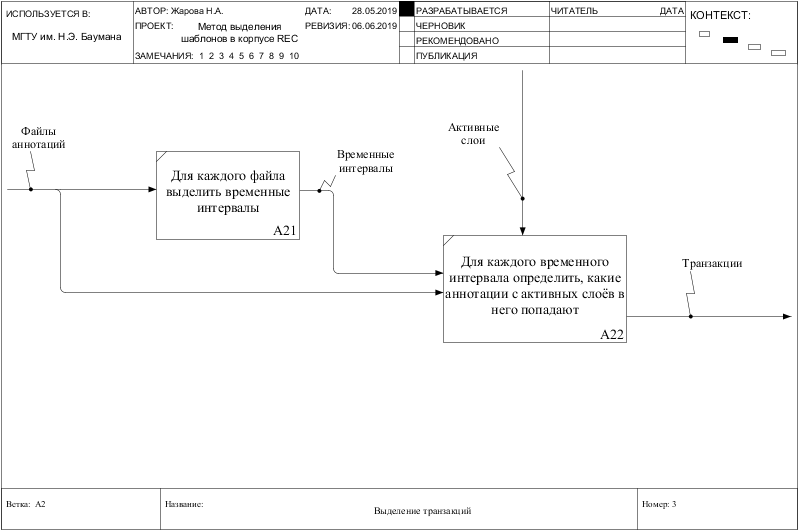 ИСПОЛЬЗУЕТСЯ В:
МГТУ им. Н.Э. Баумана
АВТОР: Жарова Н.А.
ДАТА: 28.05.2019
ПРОЕКТ: Метод выделения
шаблонов в корпусе REC
РЕВИЗИЯ: 06.06.2019
ЗАМЕЧАНИЯ: 1 2 3 4 5 6 7 8 9 10
РАЗРАБАТЫВАЕТСЯ
ЧЕРНОВИК
РЕКОМЕНДОВАНО
ПУБЛИКАЦИЯ
ЧИТАТЕЛЬ ДАТА
КОНТЕКСТ:
Файлы
аннотаций
Для каждого файла
выделить временные
интервалы
A21
Временные
интервалы
Активные
слои
Для каждого временного
интервала определить, какие
аннотации с активных слоёв в
него попадают
A22
Транзакции
Ветка: A2
Название:
Выделение транзакций
Номер: 3